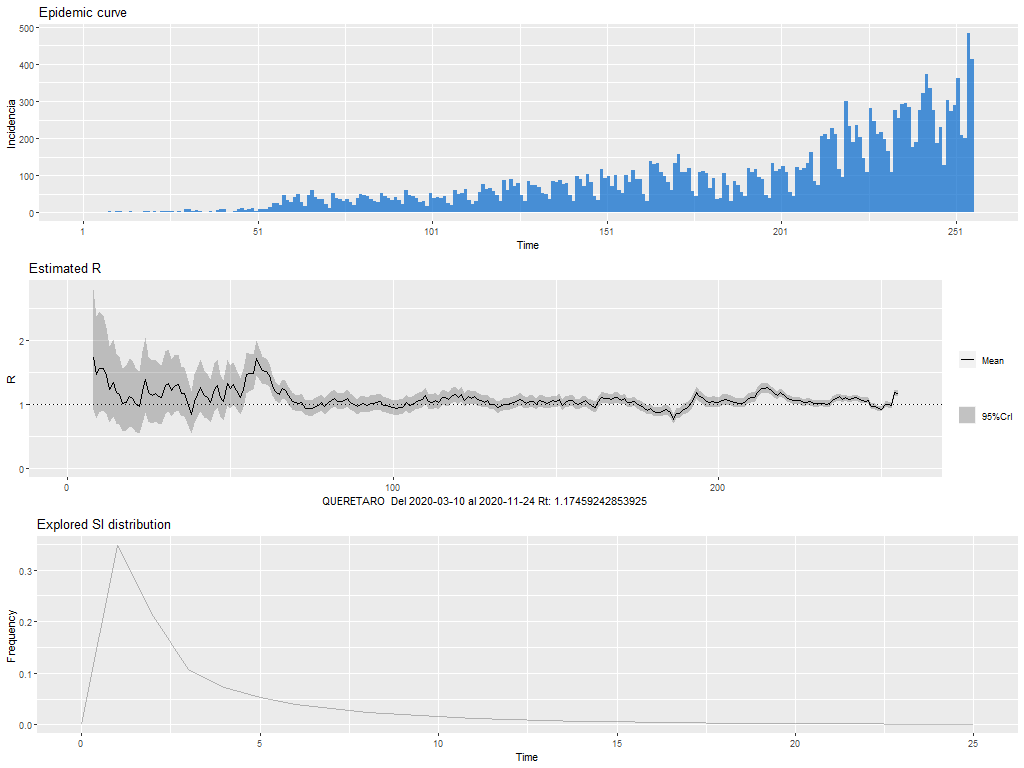 Epidemic curve
500
400
300
200
100
0
Incidencia
1
51
101
151
201
251
Time
Estimated R
2
1
0
R
0
100
200
QUERETARO Del 2020-03-10 al 2020-11-24 Rt: 1.17459242853925
Mean
95%CrI
Explored SI distribution
0.3
0.2
0.1
0.0
Frequency
0
5
10
15
20
25
Time